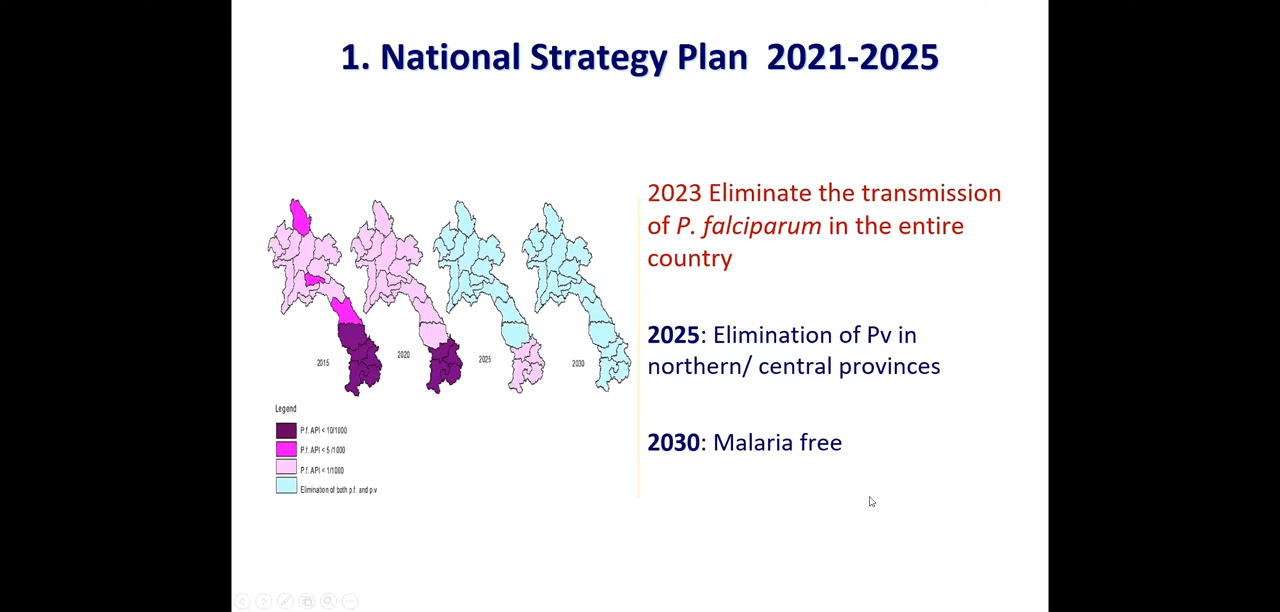 1. National Strategy Plan 2021-2025
2023 Eliminate the transmission
of P. falciparum in the entire
country
2025: Elimination of Pv in
northern/ central provinces
2030: Malaria free
2015
2020
2025
2030
Legend
P.f. API < 10/1000
P.f. API < 5 /1000
P.f. API < 1/1000
Elimination of both p.f. and p.v